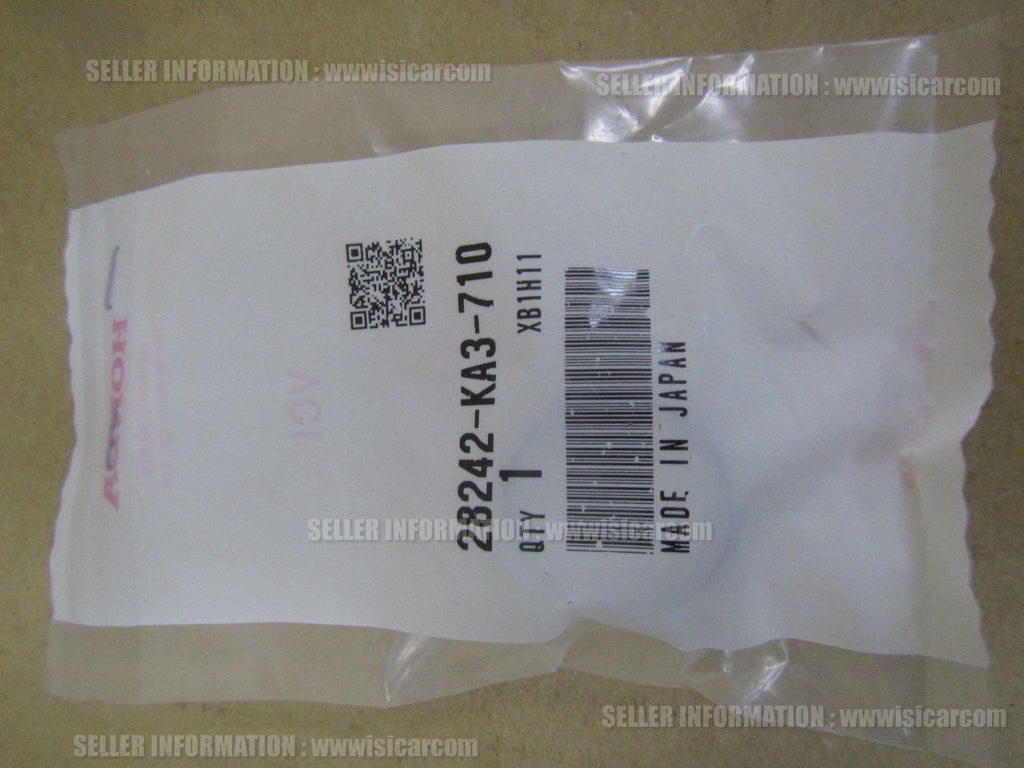 SELLER INFORMATION : wwwisicarcom
SELLER INFORMATION : wwwisicarcom
HONDA
28242-KA3-710
QTY 1 XB1H11
MADE IN JAPAN
SELLER INFORMATION : wwwisicarcom
SELLER INFORMATION : wwwisicarcom
SELLER INFORMATION : wwwisicarcom